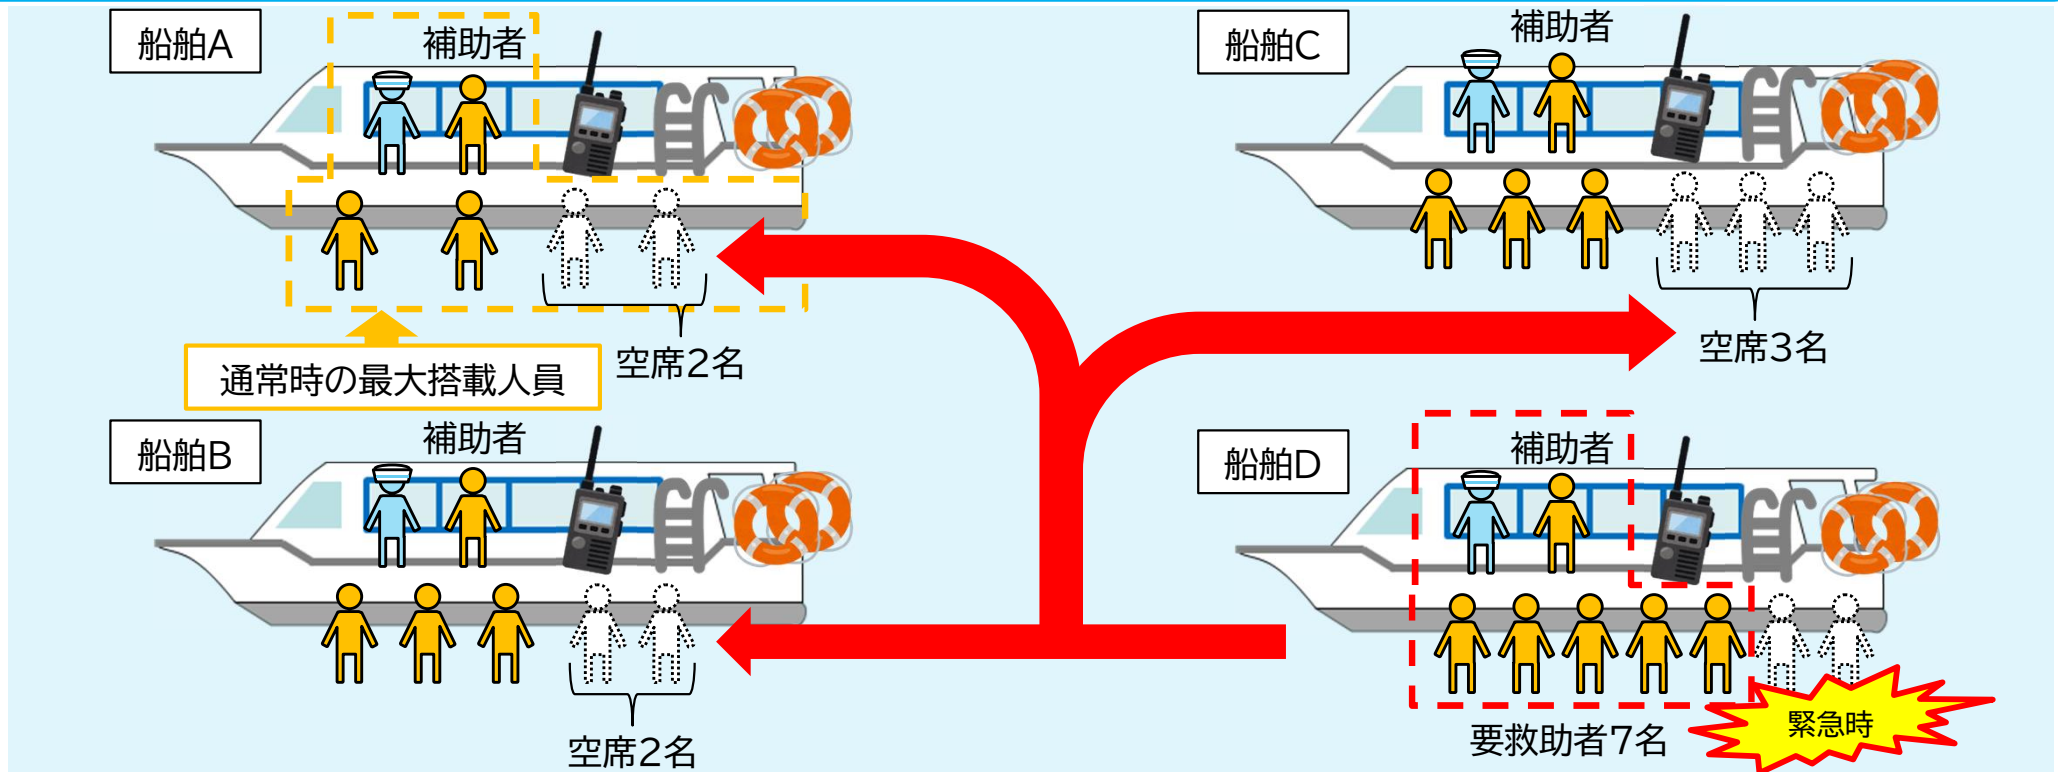 船舶A
補助者
空席2名
通常時の最大搭載人員
船舶B
補助者
空席2名
船舶C
補助者
空席3名
船舶D
補助者
要救助者7名
緊急時